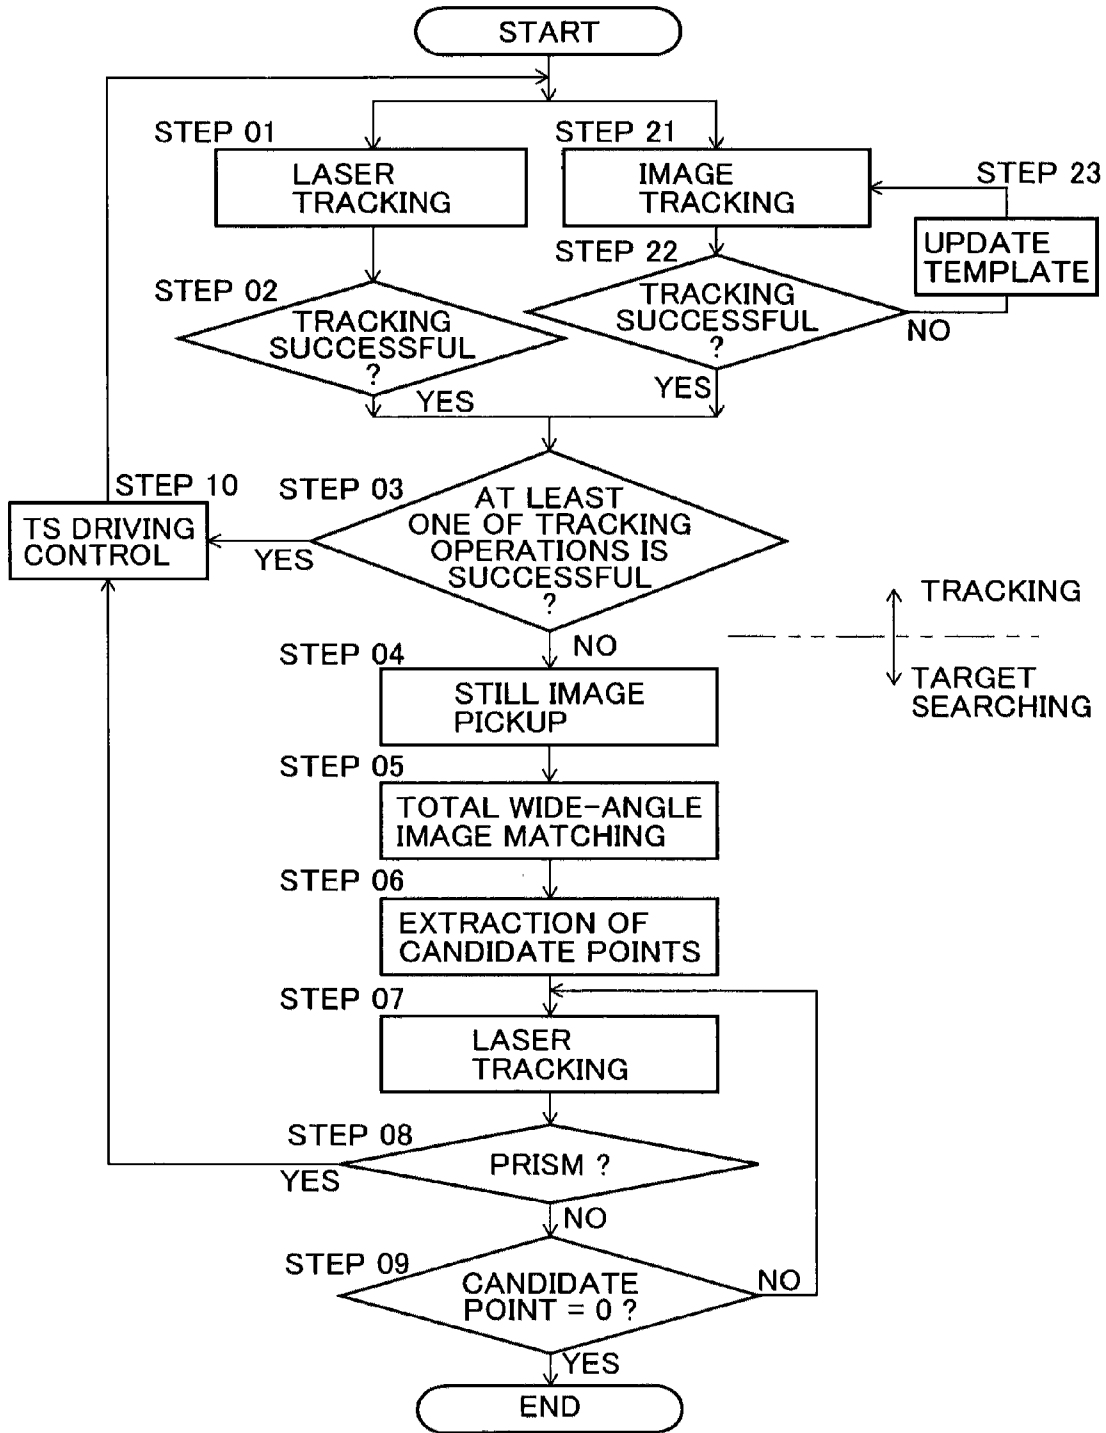 START
STEP 01
LASER
TRACKING
STEP 21
IMAGE
TRACKING
STEP 23
UPDATE
TEMPLATE
STEP 02
TRACKING
SUCCESSFUL
?
YES
STEP 22
TRACKING
SUCCESSFUL
?
NO
YES
STEP 10
TS DRIVING
CONTROL
STEP 03
AT LEAST
ONE OF TRACKING
OPERATIONS IS
SUCCESSFUL
?
YES
NO
TRACKING
TARGET
SEARCHING
STEP 04
STILL IMAGE
PICKUP
STEP 05
TOTAL WIDE-ANGLE
IMAGE MATCHING
STEP 06
EXTRACTION OF
CANDIDATE POINTS
STEP 07
LASER
TRACKING
STEP 08
PRISM ?
YES
NO
STEP 09
CANDIDATE
POINT = 0 ?
NO
YES
END